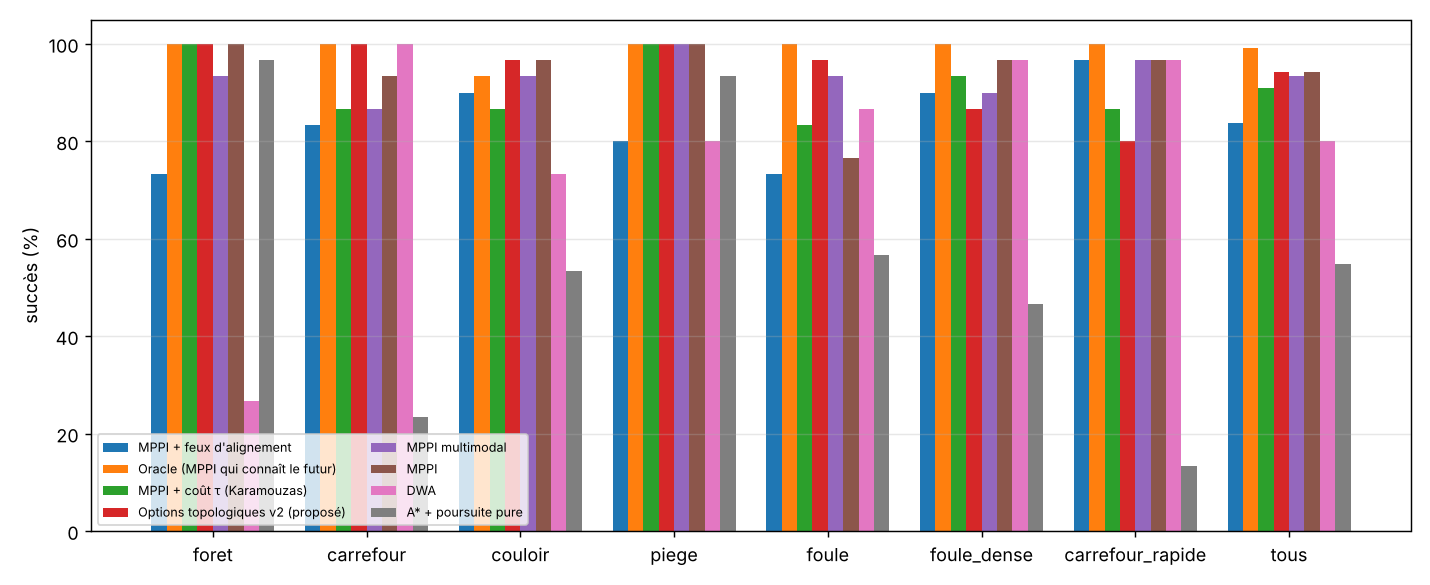 100
80
60
40
20
0
succès (%)
MPPI + feux d'alignement
Oracle (MPPI qui connaît le futur)
MPPI + coût τ (Karamouzas)
Options topologiques v2 (proposé)
MPPI multimodal
MPPI
DWA
A* + poursuite pure
foret
carrefour
couloir
piege
foule
foule_dense
carrefour_rapide
tous